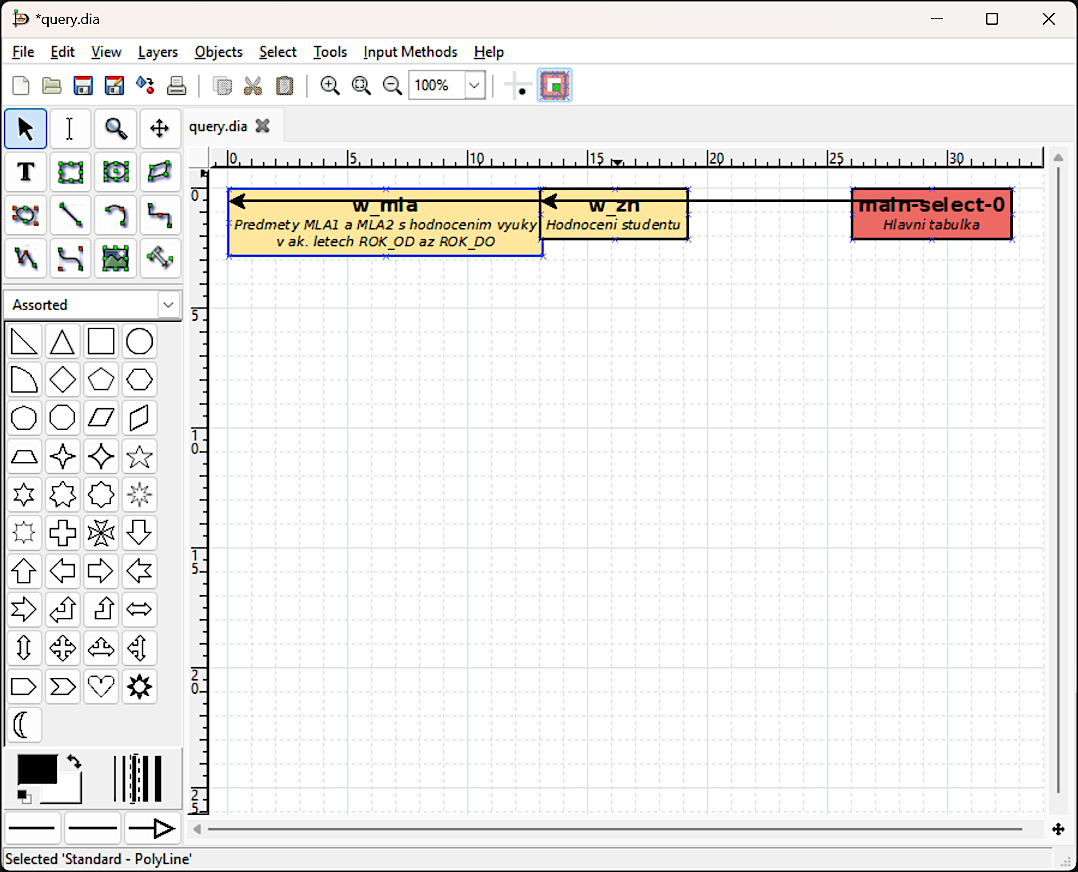 *query.dia
File Edit View Layers Objects Select Tools Input Methods Help
100%
T
query.dia
0 5 10 15 20 25 30
0
5
10
15
20
25
w_mla
Predmety MLA1 a MLA2 s hodnocenim vyuky
v ak. letech ROK_OD az ROK_DO
w_zn
Hodnoceni studentu
main-select-0
Hlavni tabulka
Assorted
Selected 'Standard - PolyLine'